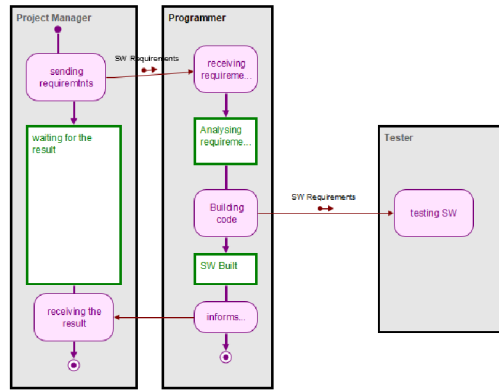 Project Manager
Programmer
SW Requirements
sending
requiremtnts
receiving
requireme...
waiting for the
result
Analysing
requireme...
Tester
Building
code
SW Requirements
testing SW
SW Built
receiving the
result
informs...